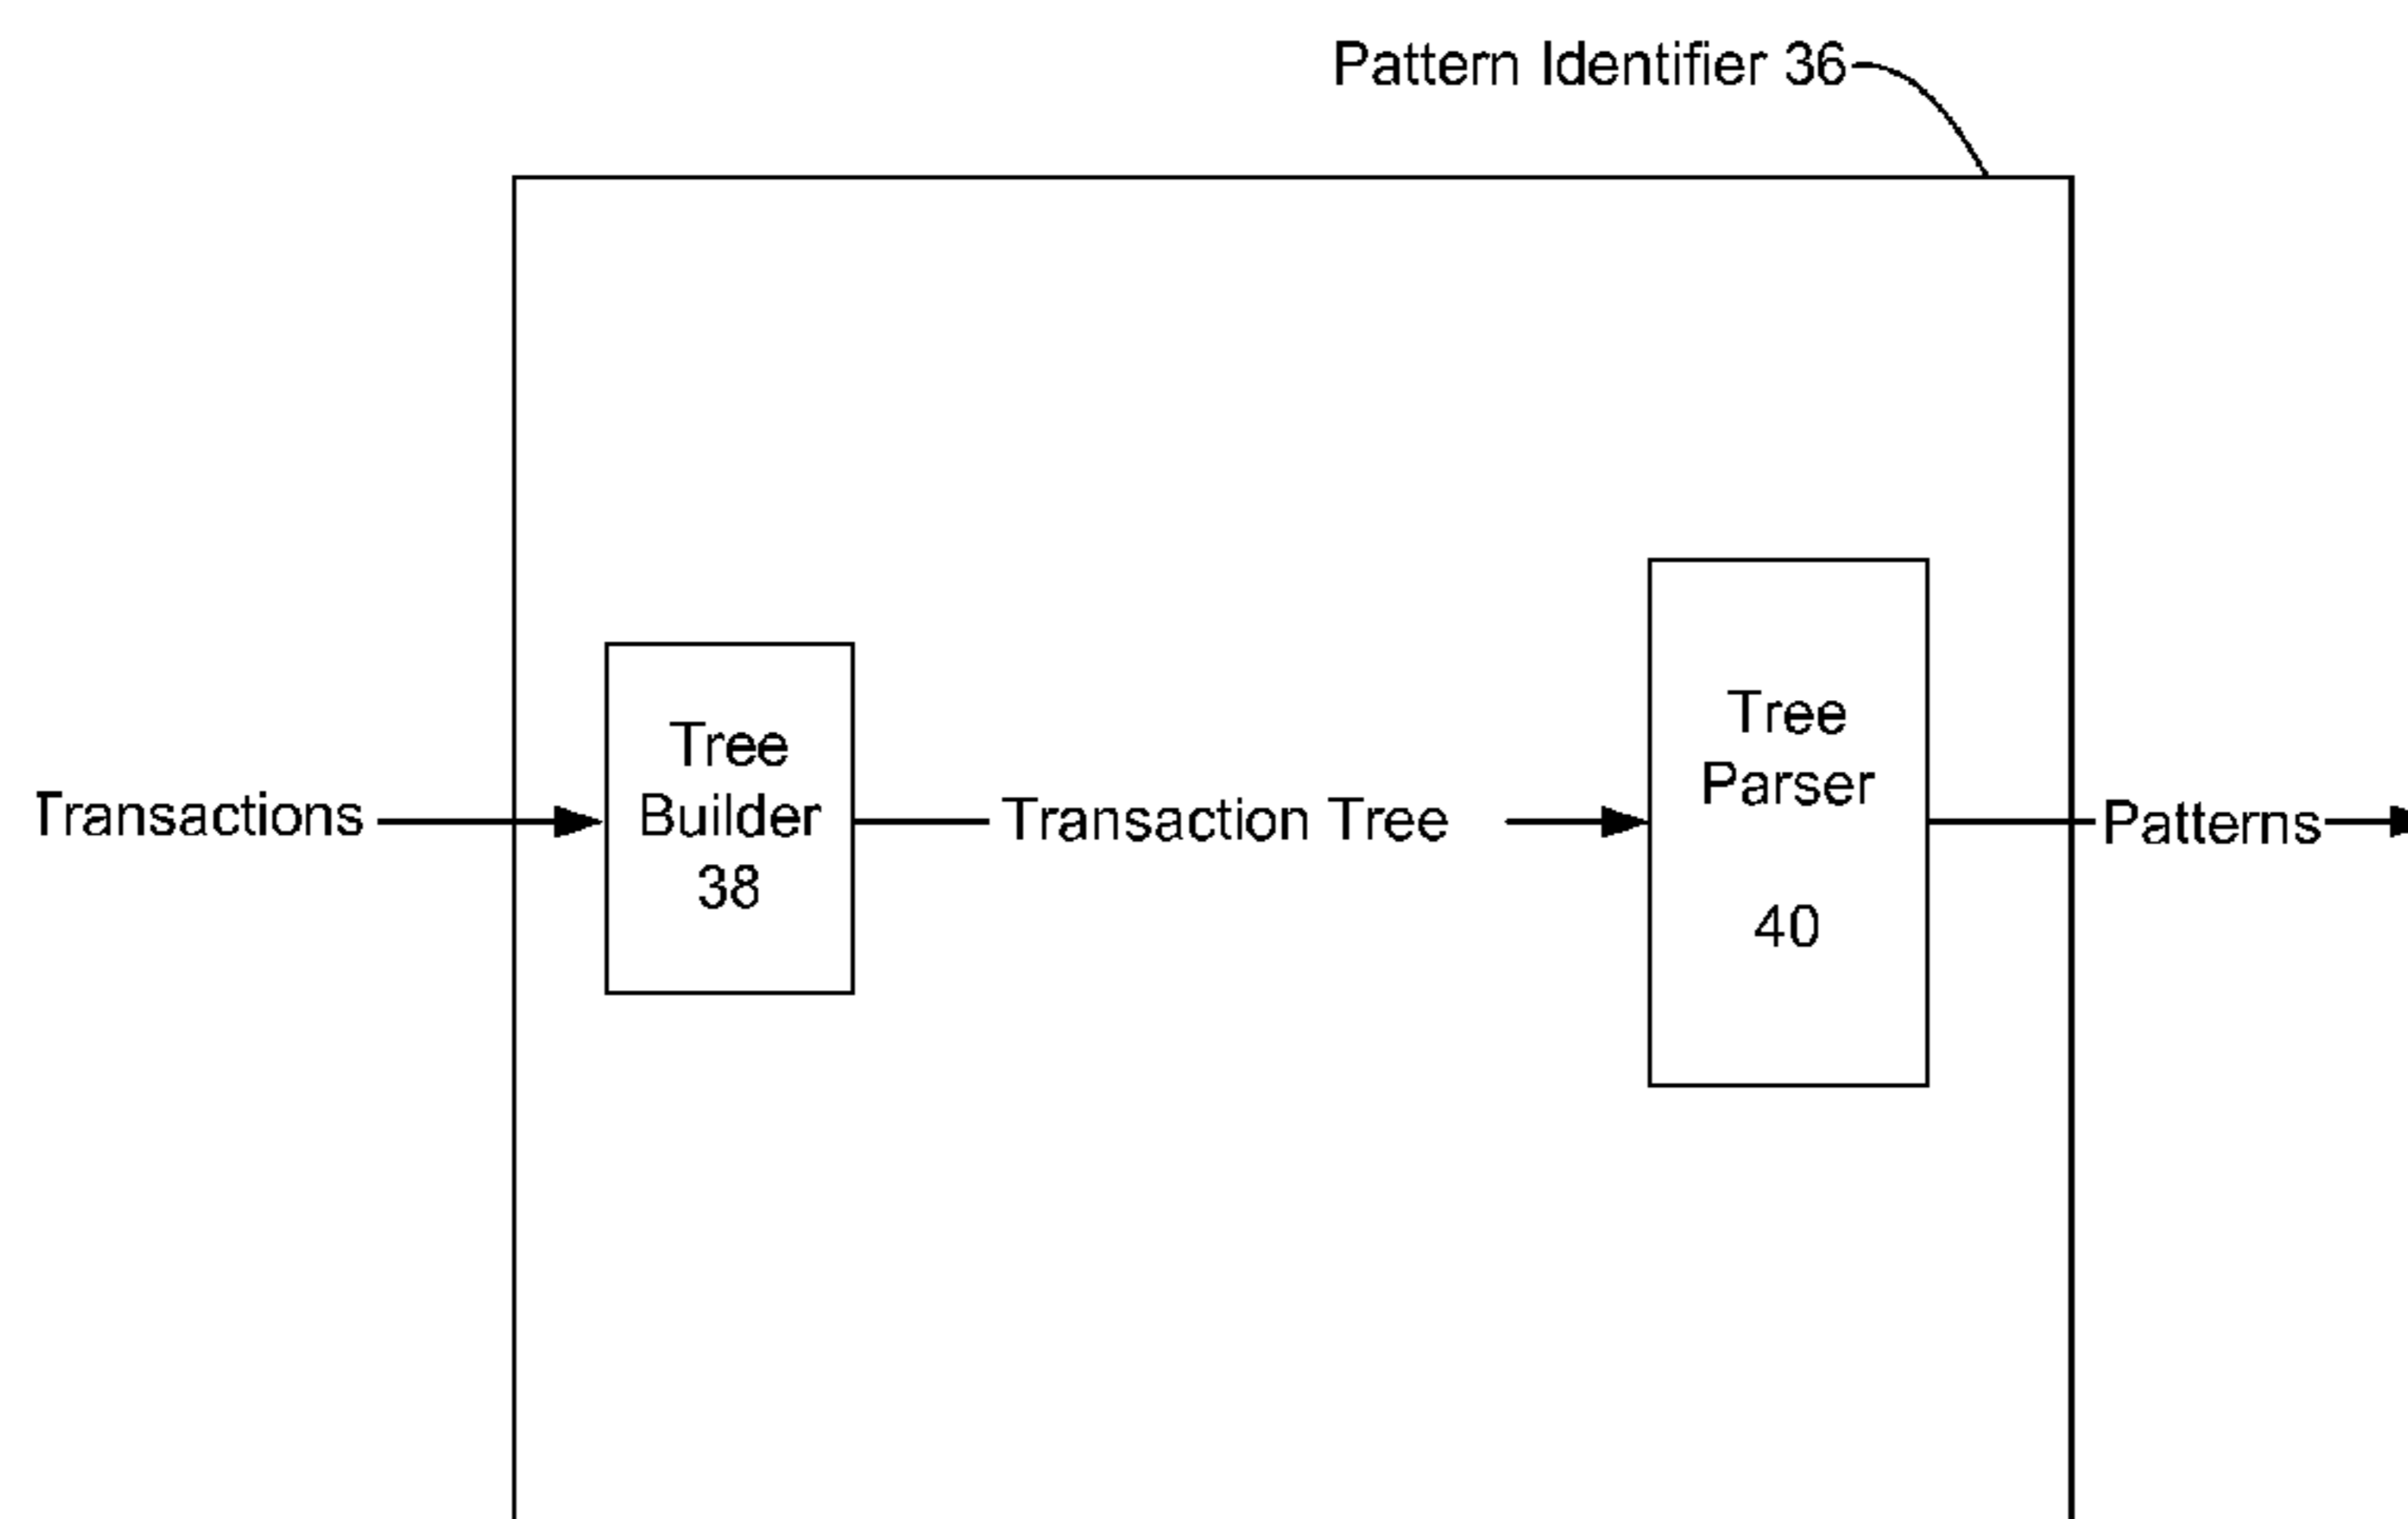 Pattern Identifier 36
Transactions
Tree
Builder
38
Transaction Tree
Tree
Parser
40
Patterns